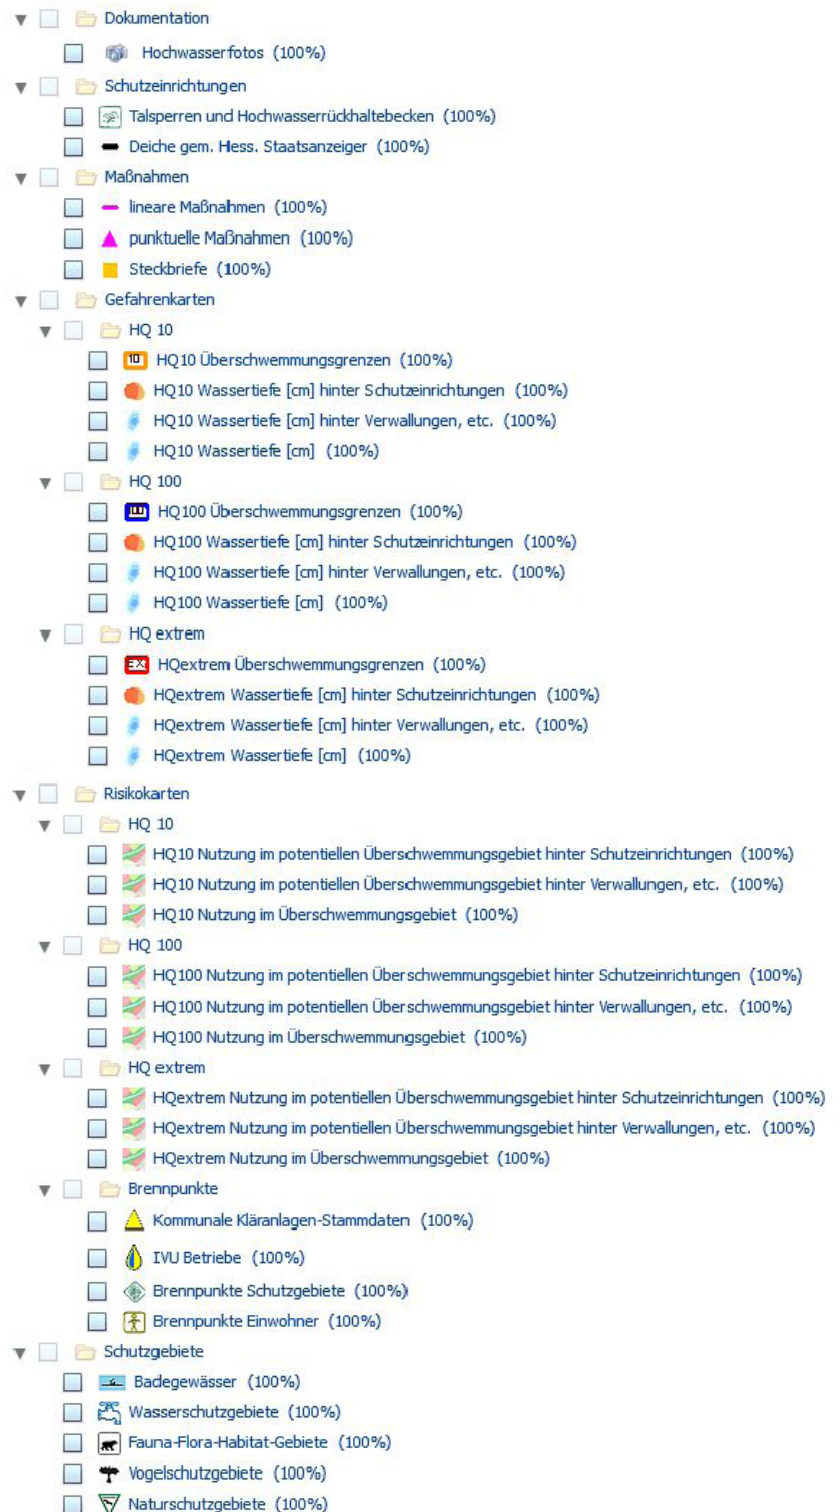 Dokumentation
Hochwasserfotos (100%)
Schutzeinrichtungen
Talsperren und Hochwasserrückhaltebecken (100%)
Deiche gem. Hess. Staatsanzeiger (100%)
Maßnahmen
lineare Maßnahmen (100%)
punktuelle Maßnahmen (100%)
Steckbriefe (100%)
Gefahrenkarten
HQ 10
10 HQ10 Überschwemmungsgrenzen (100%)
HQ10 Wassertiefe [cm] hinter Schutzeinrichtungen (100%)
HQ10 Wassertiefe [cm] hinter Verwallungen, etc. (100%)
HQ10 Wassertiefe [cm] (100%)
HQ 100
100 HQ100 Überschwemmungsgrenzen (100%)
HQ100 Wassertiefe [cm] hinter Schutzeinrichtungen (100%)
HQ100 Wassertiefe [cm] hinter Verwallungen, etc. (100%)
HQ100 Wassertiefe [cm] (100%)
HQ extrem
EX HQextrem Überschwemmungsgrenzen (100%)
HQextrem Wassertiefe [cm] hinter Schutzeinrichtungen (100%)
HQextrem Wassertiefe [cm] hinter Verwallungen, etc. (100%)
HQextrem Wassertiefe [cm] (100%)
Risikokarten
HQ 10
HQ10 Nutzung im potentiellen Überschwemmungsgebiet hinter Schutzeinrichtungen (100%)
HQ10 Nutzung im potentiellen Überschwemmungsgebiet hinter Verwallungen, etc. (100%)
HQ10 Nutzung im Überschwemmungsgebiet (100%)
HQ 100
HQ100 Nutzung im potentiellen Überschwemmungsgebiet hinter Schutzeinrichtungen (100%)
HQ100 Nutzung im potentiellen Überschwemmungsgebiet hinter Verwallungen, etc. (100%)
HQ100 Nutzung im Überschwemmungsgebiet (100%)
HQ extrem
HQextrem Nutzung im potentiellen Überschwemmungsgebiet hinter Schutzeinrichtungen (100%)
HQextrem Nutzung im potentiellen Überschwemmungsgebiet hinter Verwallungen, etc. (100%)
HQextrem Nutzung im Überschwemmungsgebiet (100%)
Brennpunkte
Kommunale Kläranlagen-Stammdaten (100%)
IVU Betriebe (100%)
Brennpunkte Schutzgebiete (100%)
Brennpunkte Einwohner (100%)
Schutzgebiete
Badegewässer (100%)
Wasserschutzgebiete (100%)
Fauna-Flora-Habitat-Gebiete (100%)
Vogelschutzgebiete (100%)
Naturschutzgebiete (100%)